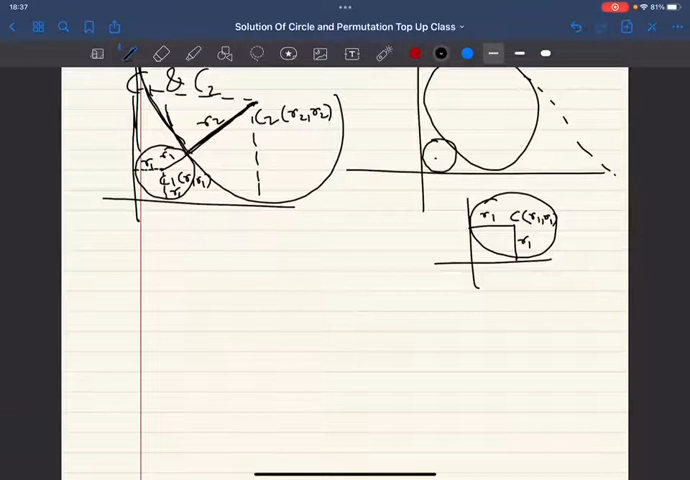 18:37
81%
Solution Of Circle and Permutation Top Up Class
C1 & C2
r2
C2 (r2, r2)
r1
r1
C1 (r1, r1)
r1
r1
C(r1, r1)
r1